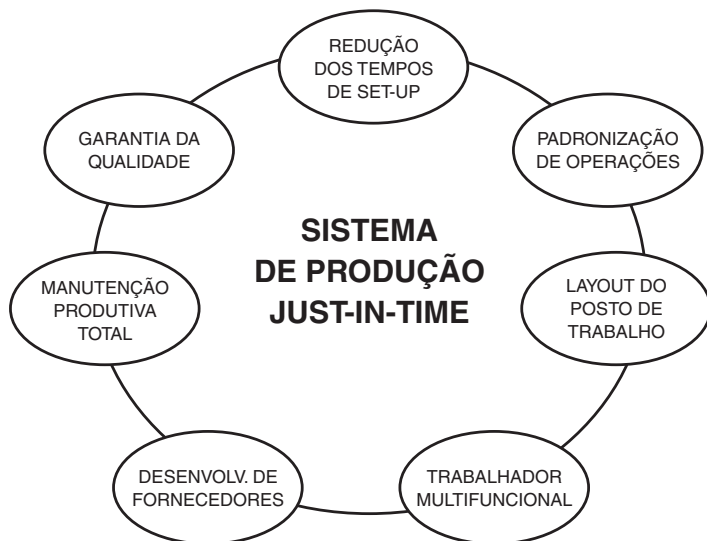 REDUÇÃO
DOS TEMPOS
DE SET-UP
GARANTIA DA
QUALIDADE
PADRONIZAÇÃO
DE OPERAÇÕES
SISTEMA
DE PRODUÇÃO
JUST-IN-TIME
MANUTENÇÃO
PRODUTIVA
TOTAL
LAYOUT DO
POSTO DE
TRABALHO
DESENVOLV. DE
FORNECEDORES
TRABALHADOR
MULTIFUNCIONAL